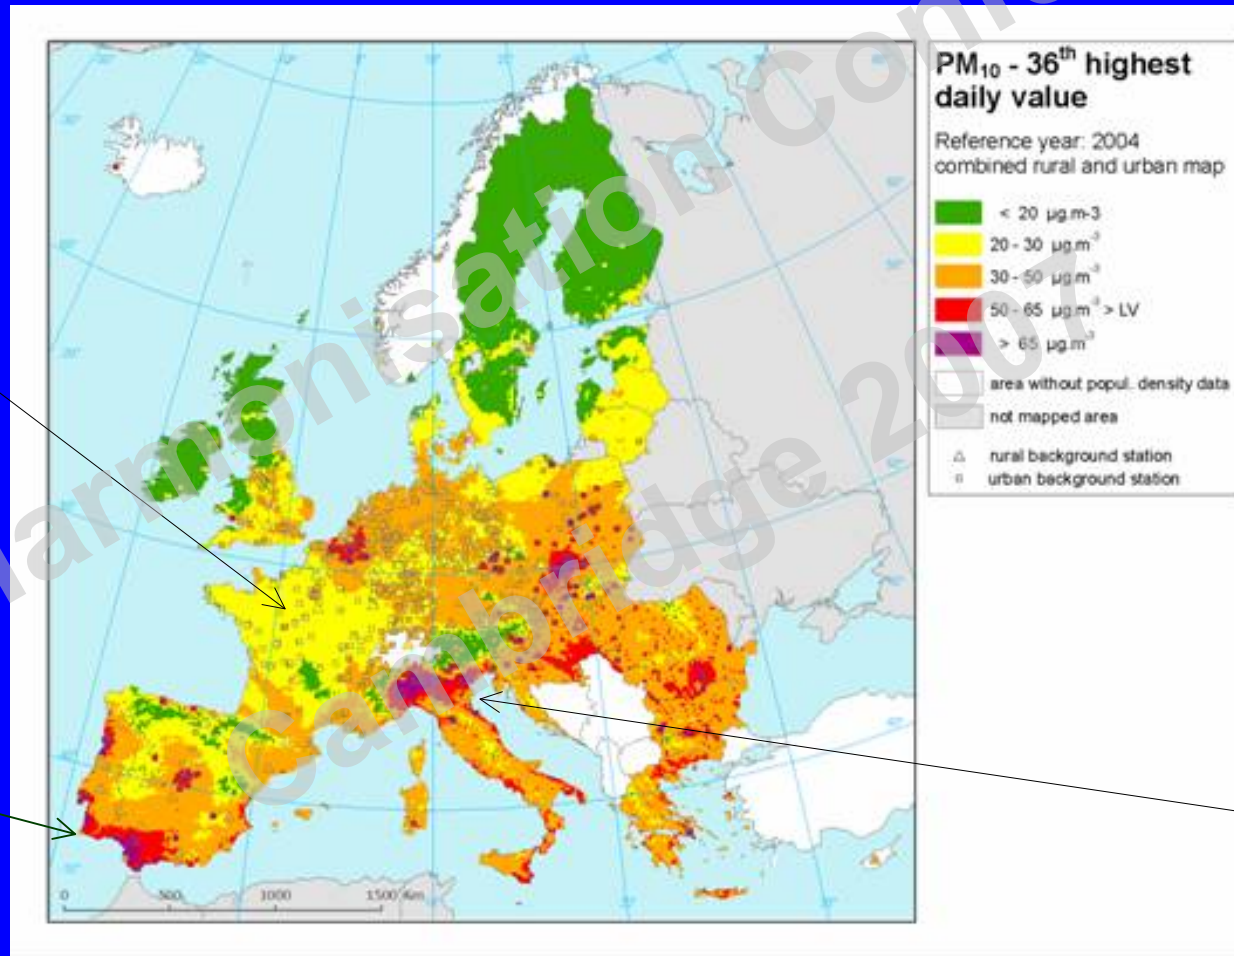 PM₁₀ - 36ᵗʰ highest
daily value
Reference year: 2004
combined rural and urban map
< 20 µg.m-3
20 - 30 µg.m⁻³
30 - 50 µg.m⁻³
50 - 65 µg.m⁻³ > LV
> 65 µg.m⁻³
area without popul. density data
not mapped area
rural background station
urban background station
0 500 1000 1500 Km
Cambridge 2007